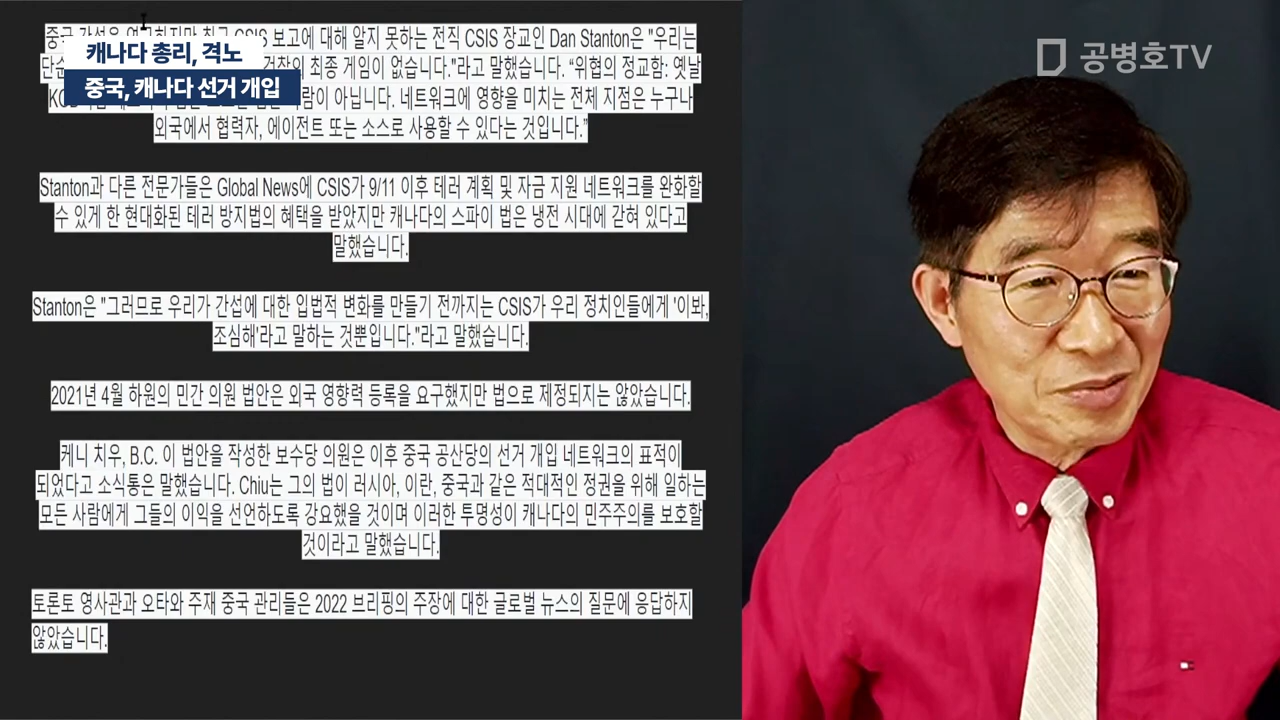 중국 간섭은 CSIS 보고에 대해 알지 못하는 전직 CSIS 장교인 Dan Stanton은 "우리는
캐나다 총리, 격노
최종 게임이 없습니다."라고 말했습니다. “위협의 정교함: 옛날
중국, 캐나다 선거 개입
아닙니다. 네트워크에 영향을 미치는 전체 지점은 누구나
외국에서 협력자, 에이전트 또는 소스로 사용할 수 있다는 것입니다.”
Stanton과 다른 전문가들은 Global News에 CSIS가 9/11 이후 테러 계획 및 자금 지원 네트워크를 완화할
수 있게 한 현대화된 테러 방지법의 혜택을 받았지만 캐나다의 스파이 법은 냉전 시대에 갇혀 있다고
말했습니다.
Stanton은 "그러므로 우리가 간섭에 대한 입법적 변화를 만들기 전까지는 CSIS가 우리 정치인들에게 '이봐,
조심해'라고 말하는 것뿐입니다."라고 말했습니다.
2021년 4월 하원의 민간 의원 법안은 외국 영향력 등록을 요구했지만 법으로 제정되지는 않았습니다.
케니 치우, B.C. 이 법안을 작성한 보수당 의원은 이후 중국 공산당의 선거 개입 네트워크의 표적이
되었다고 소식통은 말했습니다. Chiu는 그의 법이 러시아, 이란, 중국과 같은 적대적인 정권을 위해 일하는
모든 사람에게 그들의 이익을 선언하도록 강요했을 것이며 이러한 투명성이 캐나다의 민주주의를 보호할
것이라고 말했습니다.
토론토 영사관과 오타와 주재 중국 관리들은 2022 브리핑의 주장에 대한 글로벌 뉴스의 질문에 응답하지
않았습니다.
공병호TV